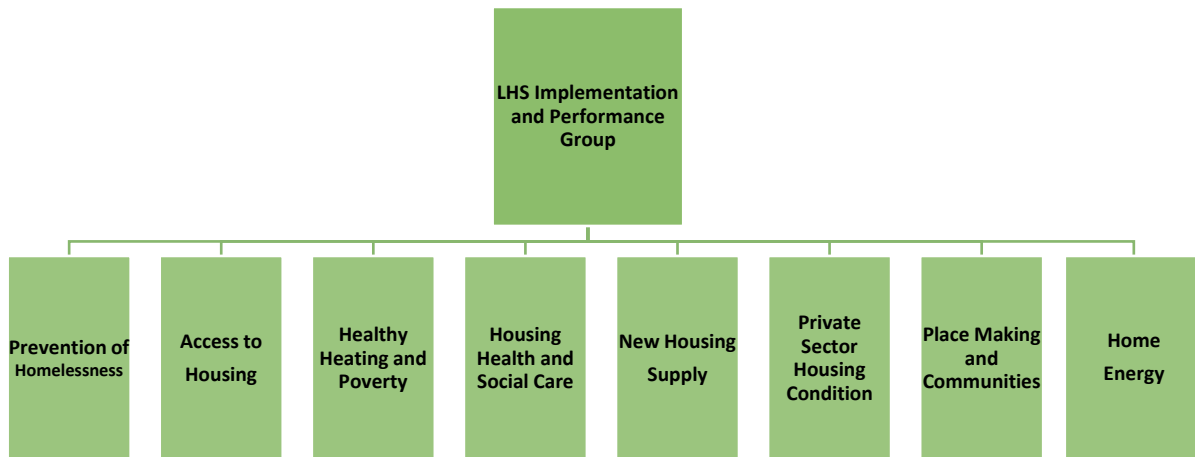 LHS Implementation
and Performance
Group
Prevention of
Homelessness
Access to
Housing
Healthy
Heating and
Poverty
Housing
Health and
Social Care
New Housing
Supply
Private
Sector
Housing
Condition
Place Making
and
Communities
Home
Energy